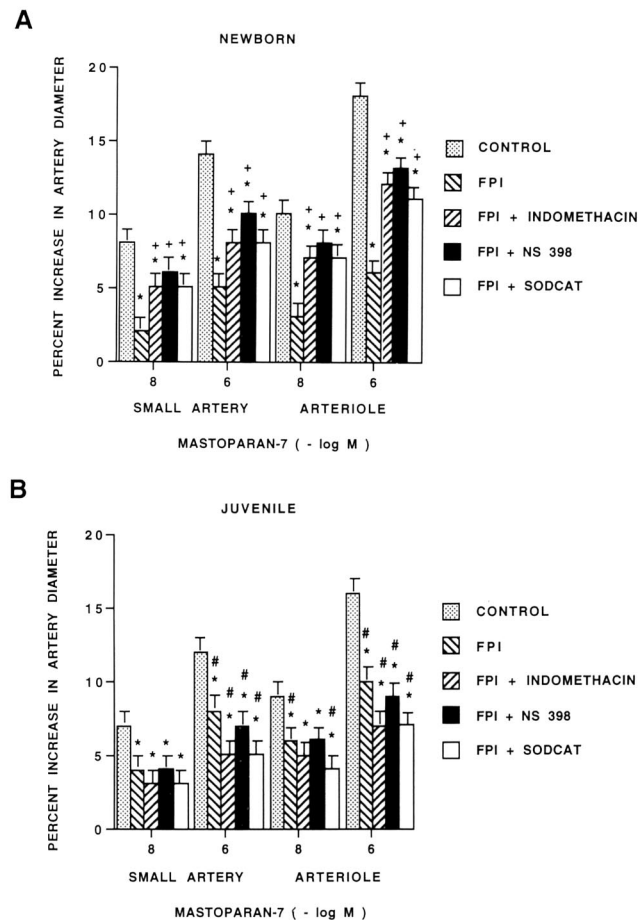 A
NEWBORN
20
15
10
5
0
PERCENT INCREASE IN ARTERY DIAMETER
* + * + * + *
* + * + * + *
* + * + + *
* + * + * + *
8 6 8 6
SMALL ARTERY ARTERIOLE
MASTOPARAN-7 ( - log M )
CONTROL
FPI
FPI + INDOMETHACIN
FPI + NS 398
FPI + SODCAT
B
JUVENILE
20
15
10
5
0
PERCENT INCREASE IN ARTERY DIAMETER
* * * *
# * # * # * # *
# * * * # *
# * # * # * # *
8 6 8 6
SMALL ARTERY ARTERIOLE
MASTOPARAN-7 ( - log M )
CONTROL
FPI
FPI + INDOMETHACIN
FPI + NS 398
FPI + SODCAT